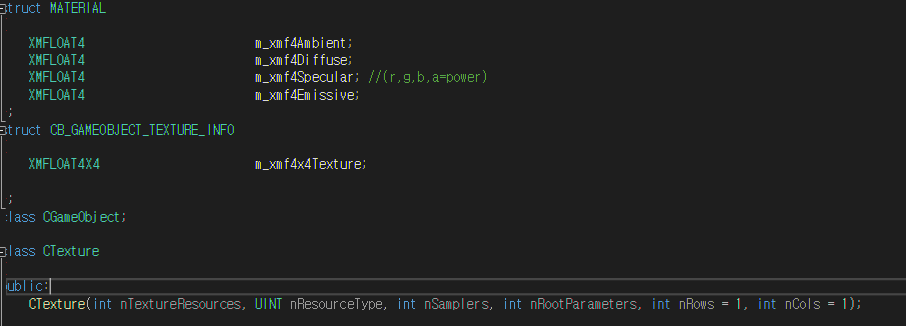 truct MATERIAL
XMFLOAT4 m_xmf4Ambient;
XMFLOAT4 m_xmf4Diffuse;
XMFLOAT4 m_xmf4Specular; //(r,g,b,a=power)
XMFLOAT4 m_xmf4Emissive;
;
truct CB_GAMEOBJECT_TEXTURE_INFO
XMFLOAT4X4 m_xmf4x4Texture;
;
lass CGameObject;
lass CTexture
ublic:
CTexture(int nTextureResources, UINT nResourceType, int nSamplers, int nRootParameters, int nRows = 1, int nCols = 1);